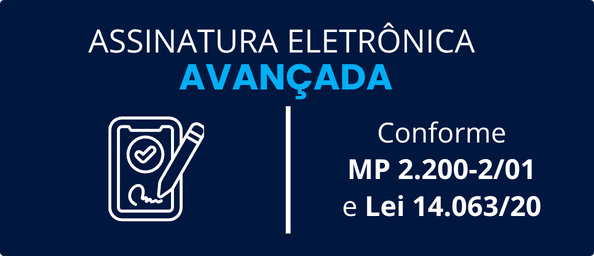 ASSINATURA ELETRÔNICA
AVANÇADA
Conforme
MP 2.200-2/01
e Lei 14.063/20